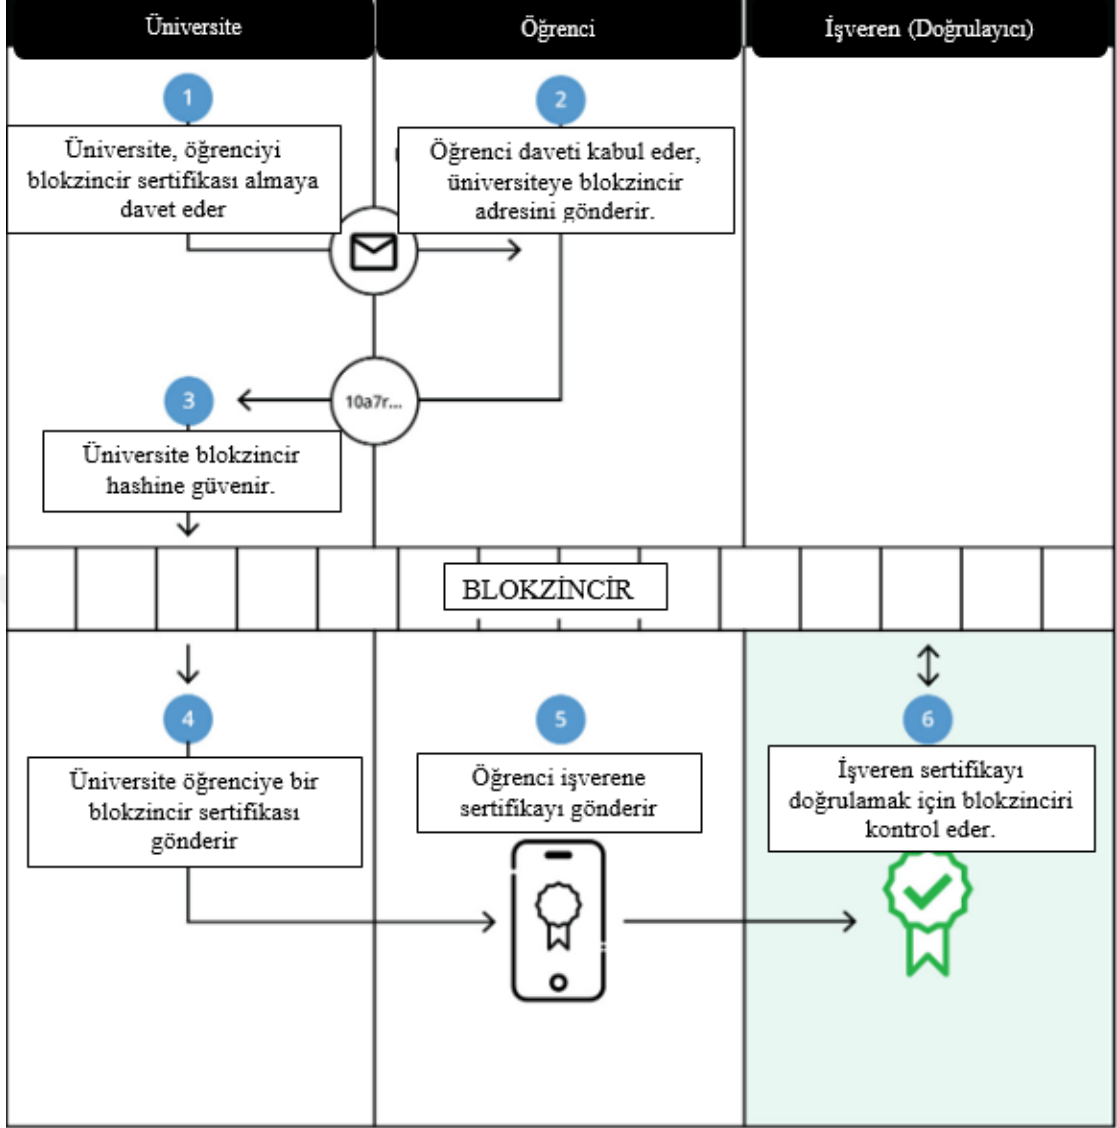 Üniversite
Öğrenci
İşveren (Doğrulayıcı)
1
Üniversite, öğrenciyi
blokzincir sertifikası almaya
davet eder
2
Öğrenci daveti kabul eder,
üniversiteye blokzincir
adresini gönderir.
10a7r...
3
Üniversite blokzincir
hashine güvenir.
BLOKZİNCİR
4
Üniversite öğrenciye bir
blokzincir sertifikası
gönderir
5
Öğrenci işverene
sertifikayı gönderir
6
İşveren sertifikayı
doğrulamak için blokzinciri
kontrol eder.